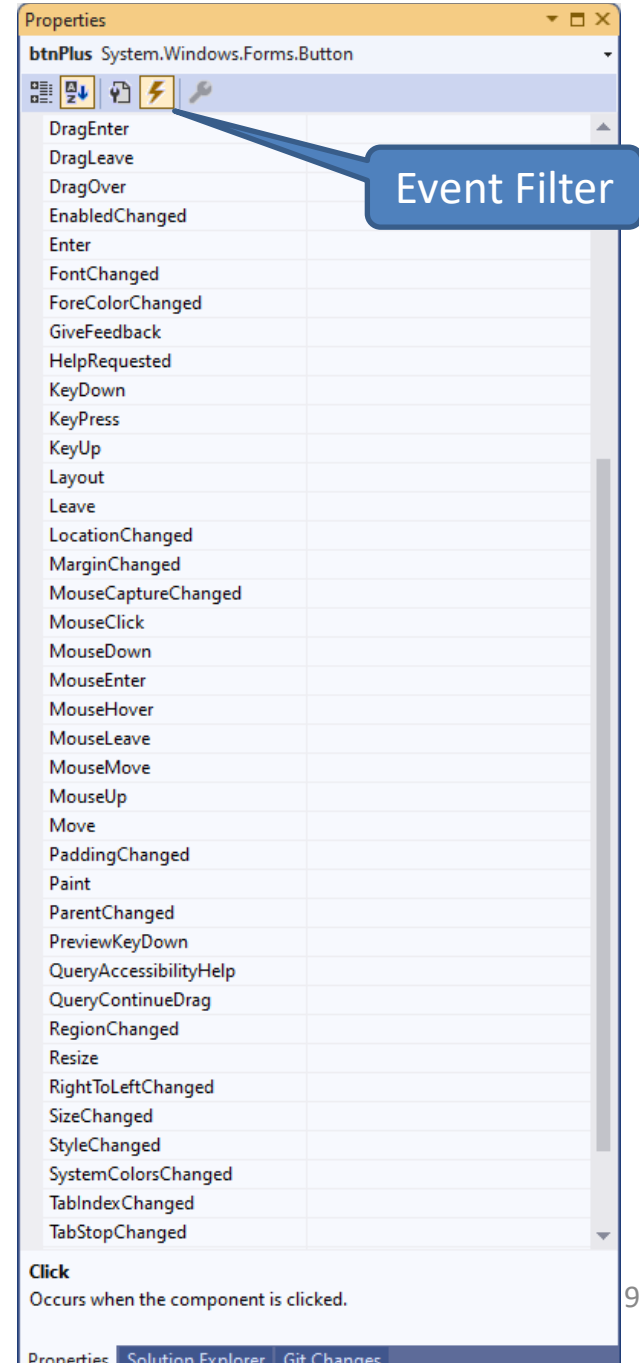 Properties
btnPlus System.Windows.Forms.Button
Event Filter
DragEnter
DragLeave
DragOver
EnabledChanged
Enter
FontChanged
ForeColorChanged
GiveFeedback
HelpRequested
KeyDown
KeyPress
KeyUp
Layout
Leave
LocationChanged
MarginChanged
MouseCaptureChanged
MouseClick
MouseDown
MouseEnter
MouseHover
MouseLeave
MouseMove
MouseUp
Move
PaddingChanged
Paint
ParentChanged
PreviewKeyDown
QueryAccessibilityHelp
QueryContinueDrag
RegionChanged
Resize
RightToLeftChanged
SizeChanged
StyleChanged
SystemColorsChanged
TabIndexChanged
TabStopChanged
Click
Occurs when the component is clicked.
9
Properties Solution Explorer Git Changes